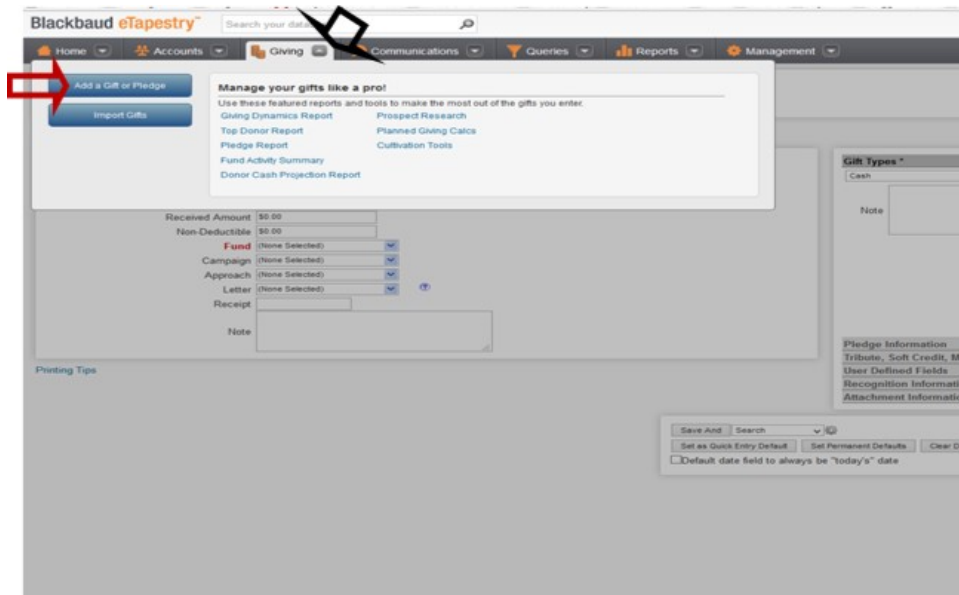 Blackbaud eTapestry™ Search your data
Home Accounts Giving Communications Queries Reports Management
Add a Gift or Pledge
Import Gifts
Manage your gifts like a pro!
Use these featured reports and tools to make the most out of the gifts you enter.
Giving Dynamics Report Prospect Research
Top Donor Report Planned Giving Calcs
Pledge Report Cultivation Tools
Fund Activity Summary
Donor Cash Projection Report
Received Amount $0.00
Non-Deductible $0.00
Fund (None Selected)
Campaign (None Selected)
Approach (None Selected)
Letter (None Selected)
Receipt
Note
Printing Tips
Gift Types *
Cash
Note
Pledge Information
Tribute, Soft Credit, M
User Defined Fields
Recognition Informati
Attachment Informatio
Save And Search
Set as Quick Entry Default Set Permanent Defaults Clear D
Default date field to always be "today's" date